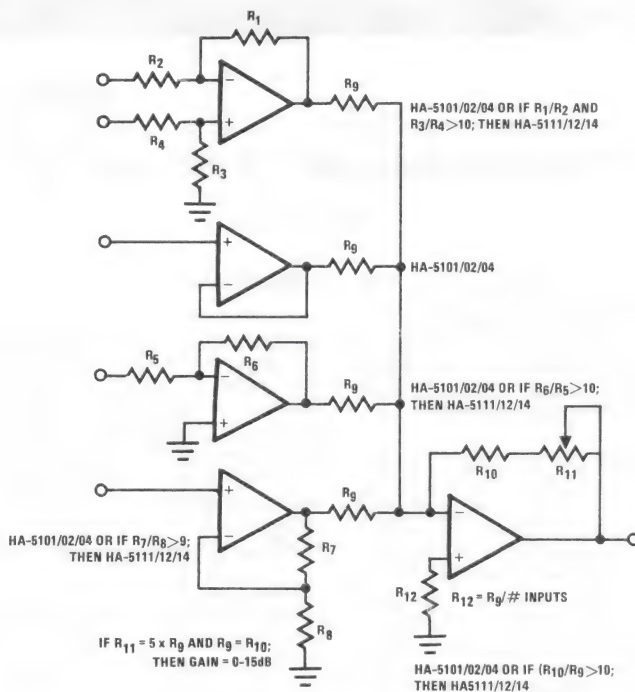 R1
R2
R9
HA-5101/02/04 OR IF R1/R2 AND
R3/R4>10; THEN HA-5111/12/14
R4
R3
R9
HA-5101/02/04
R5
R6
R9
HA-5101/02/04 OR IF R6/R5>10;
THEN HA-5111/12/14
R10
R11
R9
HA-5101/02/04 OR IF R7/R8>9;
THEN HA-5111/12/14
R7
R12
R12 = R9/# INPUTS
R8
IF R11 = 5 x R9 AND R9 = R10;
THEN GAIN = 0-15dB
HA-5101/02/04 OR IF (R10/R9>10;
THEN HA5111/12/14